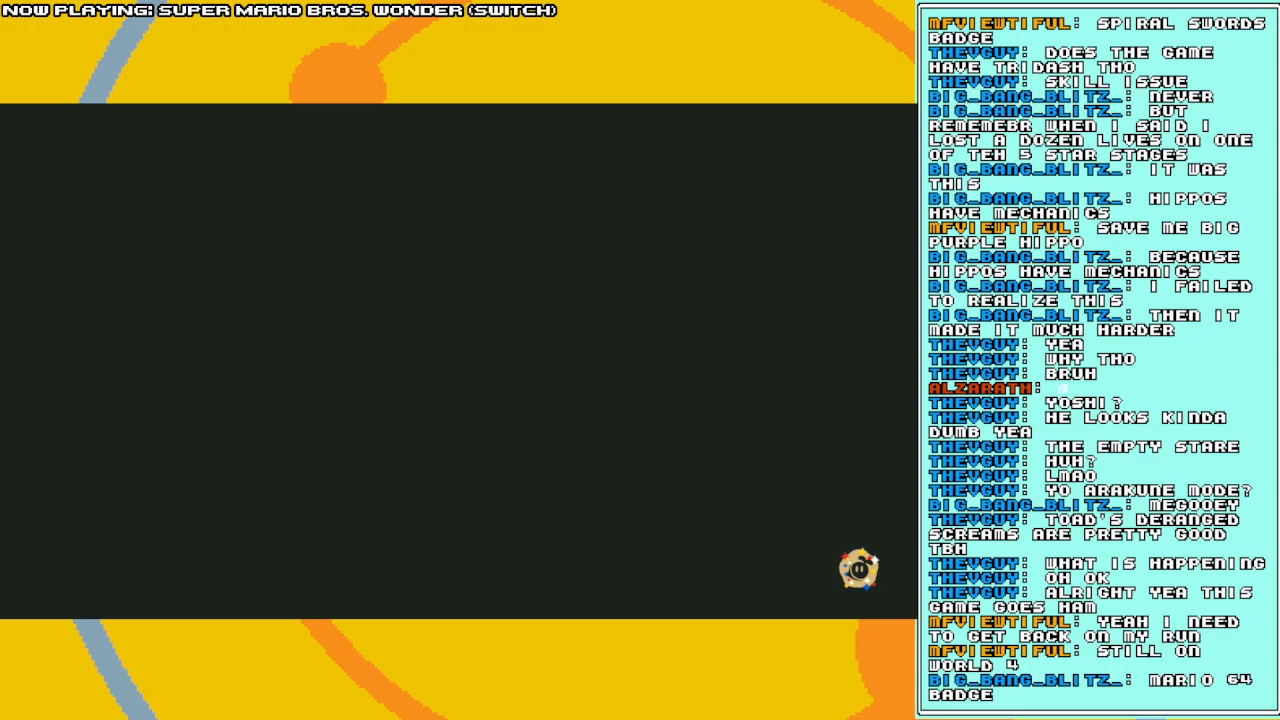 NOW PLAYING: SUPER MARIO BROS. WONDER (SWITCH)
MFVIEWTIFUL: SPIRAL SWORDS
BADGE
THEVGUY: DOES THE GAME
HAVE TRIDASH THO
THEVGUY: SKILL ISSUE
BIG_BANG_BLITZ_: NEVER
BIG_BANG_BLITZ_: BUT
REMEMEBR WHEN I SAID I
LOST A DOZEN LIVES ON ONE
OF TEH 5 STAR STAGES
BIG_BANG_BLITZ_: IT WAS
THIS
BIG_BANG_BLITZ_: HIPPOS
HAVE MECHANICS
MFVIEWTIFUL: SAVE ME BIG
PURPLE HIPPO
BIG_BANG_BLITZ_: BECAUSE
HIPPOS HAVE MECHANICS
BIG_BANG_BLITZ_: I FAILED
TO REALIZE THIS
BIG_BANG_BLITZ_: THEN IT
MADE IT MUCH HARDER
THEVGUY: YEA
THEVGUY: WHY THO
THEVGUY: BRUH
ALZARATH:
THEVGUY: YOSHI?
THEVGUY: HE LOOKS KINDA
DUMB YEA
THEVGUY: THE EMPTY STARE
THEVGUY: HUH?
THEVGUY: LMAO
THEVGUY: YO ARAKUNE MODE?
BIG_BANG_BLITZ_: MEGOOEY
THEVGUY: TOAD'S DERANGED
SCREAMS ARE PRETTY GOOD
TBH
THEVGUY: WHAT IS HAPPENING
THEVGUY: OH OK
THEVGUY: ALRIGHT YEA THIS
GAME GOES HAM
MFVIEWTIFUL: YEAH I NEED
TO GET BACK ON MY RUN
MFVIEWTIFUL: STILL ON
WORLD 4
BIG_BANG_BLITZ_: MARIO 64
BADGE